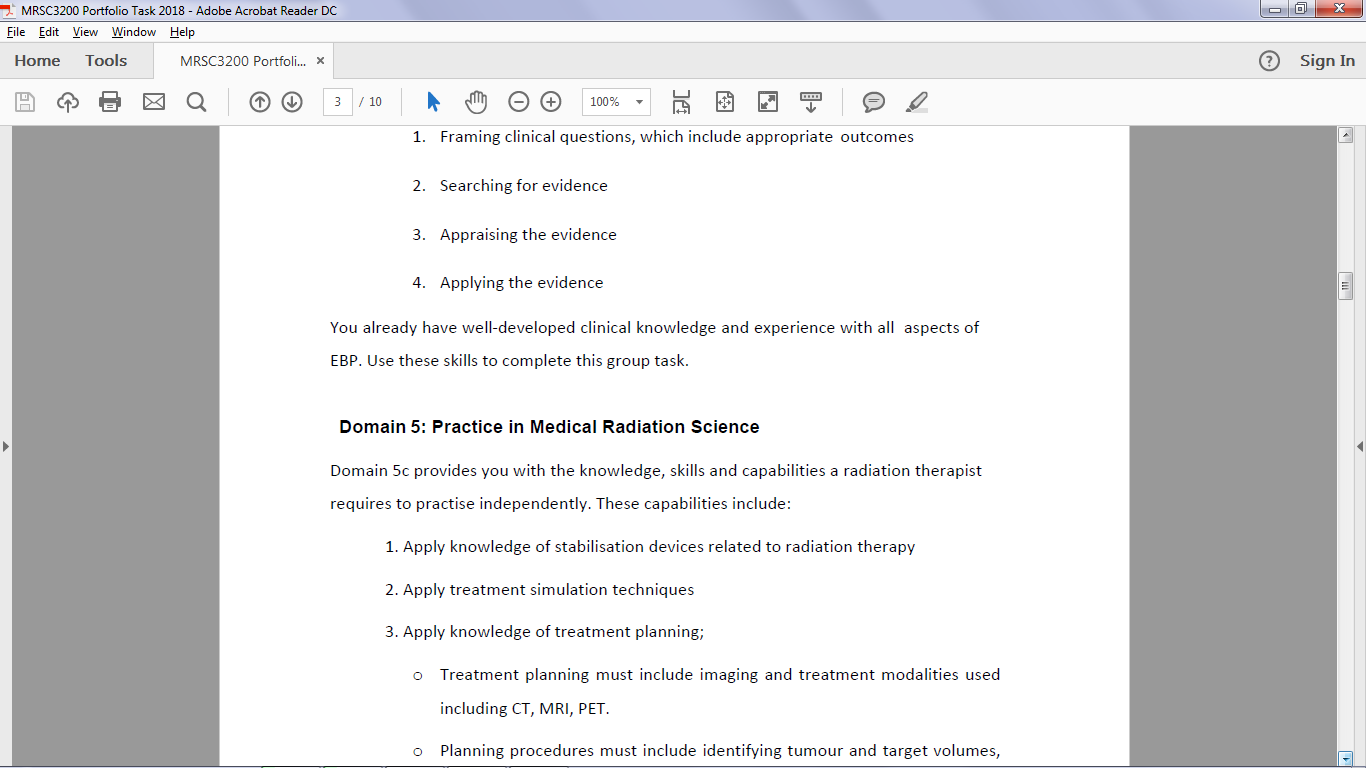 MRSC3200 Portfolio Task 2018 - Adobe Acrobat Reader DC
File Edit View Window Help
Home Tools MRSC3200 Portfoli... × ? Sign In
3 / 10 100%
1. Framing clinical questions, which include appropriate outcomes
2. Searching for evidence
3. Appraising the evidence
4. Applying the evidence
You already have well-developed clinical knowledge and experience with all aspects of
EBP. Use these skills to complete this group task.
Domain 5: Practice in Medical Radiation Science
Domain 5c provides you with the knowledge, skills and capabilities a radiation therapist
requires to practise independently. These capabilities include:
1. Apply knowledge of stabilisation devices related to radiation therapy
2. Apply treatment simulation techniques
3. Apply knowledge of treatment planning;
o Treatment planning must include imaging and treatment modalities used
including CT, MRI, PET.
o Planning procedures must include identifying tumour and target volumes,